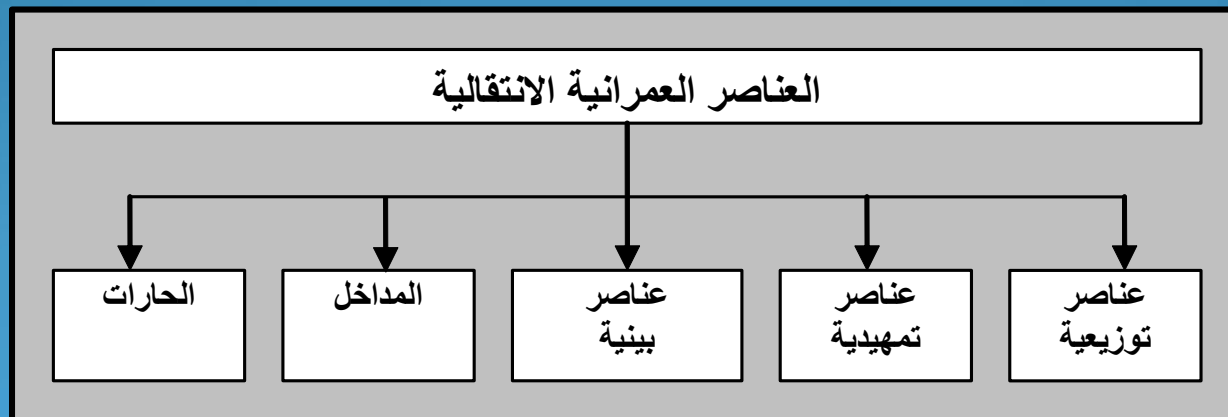 العناصر العمرانية الانتقالية
عناصر
توزيعية
عناصر
تمهيدية
عناصر
بينية
المداخل
الحارات